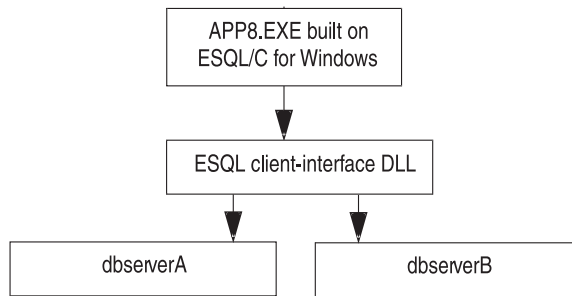 APP8.EXE built on
ESQL/C for Windows
ESQL client-interface DLL
dbserverA
dbserverB